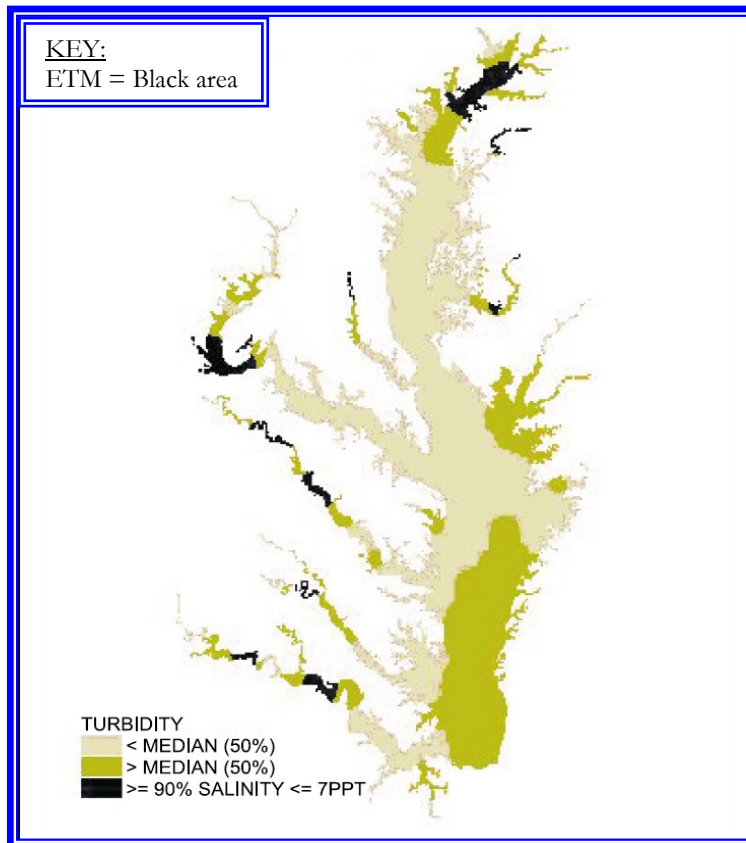 KEY:
ETM = Black area
TURBIDITY
< MEDIAN (50%)
> MEDIAN (50%)
>= 90% SALINITY <= 7PPT